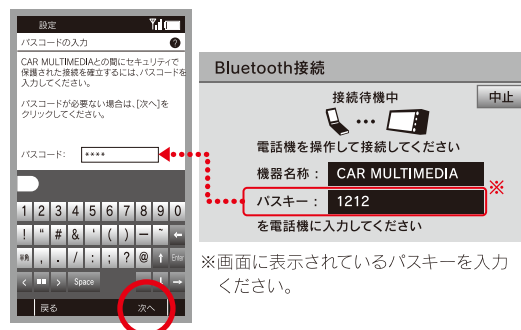 設定
パスコードの入力
?
CAR MULTIMEDIAとの間にセキュリティで
保護された接続を確立するには、パスコードを
入力してください。
パスコードが必要ない場合は、[次へ]を
クリックしてください。
パスコード: ****
1 2 3 4 5 6 7 8 9 0
! " # & ' ( ) ー ~ ←
半角 , . / : ; ? @ ↑ Enter
< > Space ↓ →
戻る 次へ
Bluetooth接続
接続待機中
中止
電話機を操作して接続してください
機器名称: CAR MULTIMEDIA
パスキー: 1212
※
を電話機に入力してください
※画面に表示されているパスキーを入力
ください。